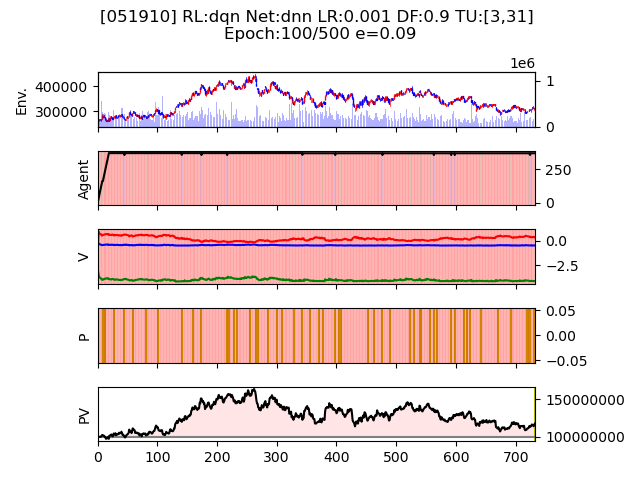 [051910] RL:dqn Net:dnn LR:0.001 DF:0.9 TU:[3,31]
Epoch:100/500 e=0.09
1e6
Env.
400000
300000
1
0
Agent
250
0
V
0.0
−2.5
P
0.05
0.00
−0.05
PV
150000000
100000000
0 100 200 300 400 500 600 700